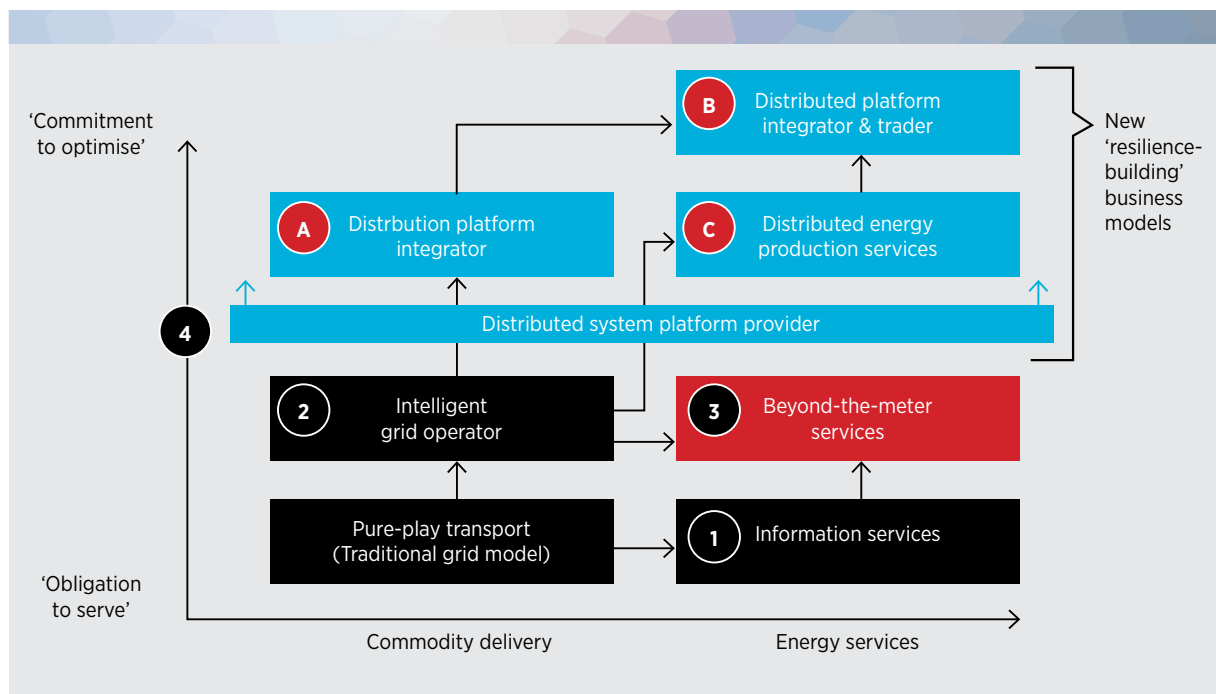 ‘Commitment
to optimise’
B
Distributed platform
integrator & trader
New
‘resilience-
building’
business
models
A
Distrbution platform
integrator
C
Distributed energy
production services
4
Distributed system platform provider
2
Intelligent
grid operator
3
Beyond-the-meter
services
Pure-play transport
(Traditional grid model)
1
Information services
‘Obligation
to serve’
Commodity delivery
Energy services